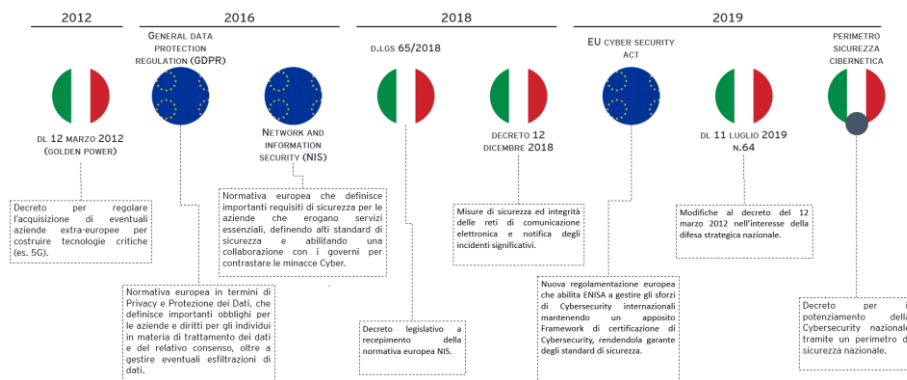 2012
2016
2018
2019
GENERAL DATA
PROTECTION
REGULATION (GDPR)
D.LGS 65/2018
EU CYBER SECURITY
ACT
PERIMETRO
SICUREZZA
CIBERNETICA
DL 12 MARZO 2012
(GOLDEN POWER)
NETWORK AND
INFORMATION
SECURITY (NIS)
DECRETO 12
DICEMBRE 2018
DL 11 LUGLIO 2019
N.64
Decreto per regolare
l'acquisizione di eventuali
aziende extra-europee per
costruire tecnologie critiche
(es. 5G).
Normativa europea che definisce
importanti requisiti di sicurezza per le
aziende che erogano servizi
essenziali, definendo alti standard di
sicurezza e abilitando una
collaborazione con i governi per
contrastare le minacce Cyber.
Misure di sicurezza ed integrità
delle reti di comunicazione
elettronica e notifica degli
incidenti significativi.
Modifiche al decreto del 12
marzo 2012 nell'interesse della
difesa strategica nazionale.
Normativa europea in termini di
Privacy e Protezione dei Dati, che
definisce importanti obblighi per
le aziende e diritti per gli individui
in materia di trattamento dei dati
e del relativo consenso, oltre a
gestire eventuali esfiltrazioni di
dati.
Decreto legislativo a
recepimento della
normativa europea NIS.
Nuova regolamentazione europea
che abilita ENISA a gestire gli sforzi
di Cybersecurity internazionali
mantenendo un apposito
Framework di certificazione di
Cybersecurity, rendendola garante
degli standard di sicurezza.
Decreto per i
potenziamento della
Cybersecurity nazionale
tramite un perimetro d
sicurezza nazionale.